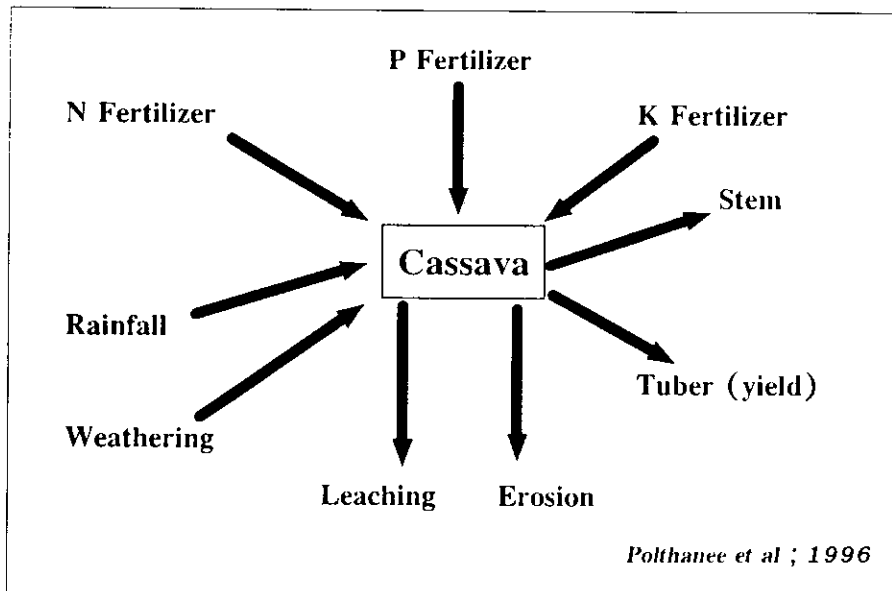 P Fertilizer
N Fertilizer
K Fertilizer
Stem
Cassava
Rainfall
Tuber (yield)
Weathering
Leaching
Erosion
Polthanee et al ; 1996